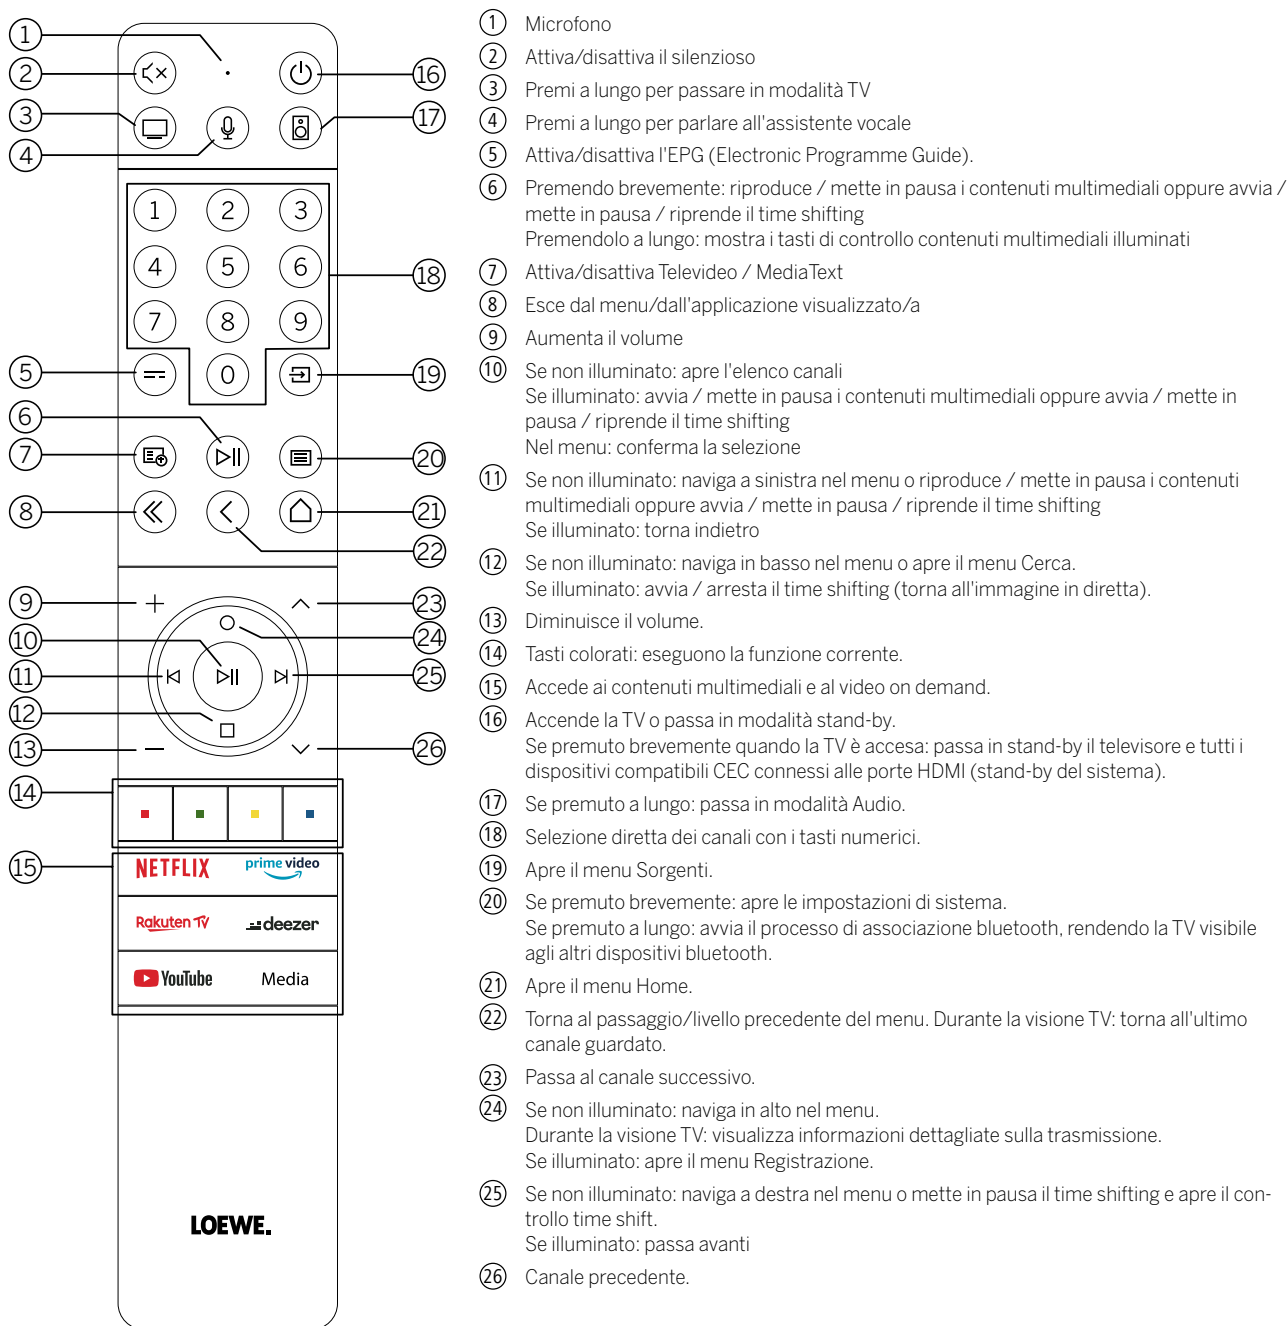 1 Microfono
2 Attiva/disattiva il silenzioso
3 Premi a lungo per passare in modalità TV
4 Premi a lungo per parlare all'assistente vocale
5 Attiva/disattiva l'EPG (Electronic Programme Guide).
6 Premendo brevemente: riproduce / mette in pausa i contenuti multimediali oppure avvia /
mette in pausa / riprende il time shifting
Premendolo a lungo: mostra i tasti di controllo contenuti multimediali illuminati
7 Attiva/disattiva Televideo / MediaText
8 Esce dal menu/dall'applicazione visualizzato/a
9 Aumenta il volume
10 Se non illuminato: apre l'elenco canali
Se illuminato: avvia / mette in pausa i contenuti multimediali oppure avvia / mette in
pausa / riprende il time shifting
Nel menu: conferma la selezione
11 Se non illuminato: naviga a sinistra nel menu o riproduce / mette in pausa i contenuti
multimediali oppure avvia / mette in pausa / riprende il time shifting
Se illuminato: torna indietro
12 Se non illuminato: naviga in basso nel menu o apre il menu Cerca.
Se illuminato: avvia / arresta il time shifting (torna all'immagine in diretta).
13 Diminuisce il volume.
14 Tasti colorati: eseguono la funzione corrente.
15 Accede ai contenuti multimediali e al video on demand.
16 Accende la TV o passa in modalità stand-by.
Se premuto brevemente quando la TV è accesa: passa in stand-by il televisore e tutti i
dispositivi compatibili CEC connessi alle porte HDMI (stand-by del sistema).
17 Se premuto a lungo: passa in modalità Audio.
18 Selezione diretta dei canali con i tasti numerici.
19 Apre il menu Sorgenti.
20 Se premuto brevemente: apre le impostazioni di sistema.
Se premuto a lungo: avvia il processo di associazione bluetooth, rendendo la TV visibile
agli altri dispositivi bluetooth.
21 Apre il menu Home.
22 Torna al passaggio/livello precedente del menu. Durante la visione TV: torna all'ultimo
canale guardato.
23 Passa al canale successivo.
24 Se non illuminato: naviga in alto nel menu.
Durante la visione TV: visualizza informazioni dettagliate sulla trasmissione.
Se illuminato: apre il menu Registrazione.
25 Se non illuminato: naviga a destra nel menu o mette in pausa il time shifting e apre il con-
trollo time shift.
Se illuminato: passa avanti
26 Canale precedente.
1
2 16
3 17
4
1 2 3
4 5 6
18
7 8 9
5 0 19
6
7 20
8 21
22
9 23
10 24
11 25
12
13 26
14
15
NETFLIX prime video
Rakuten TV deezer
YouTube Media
LOEWE.